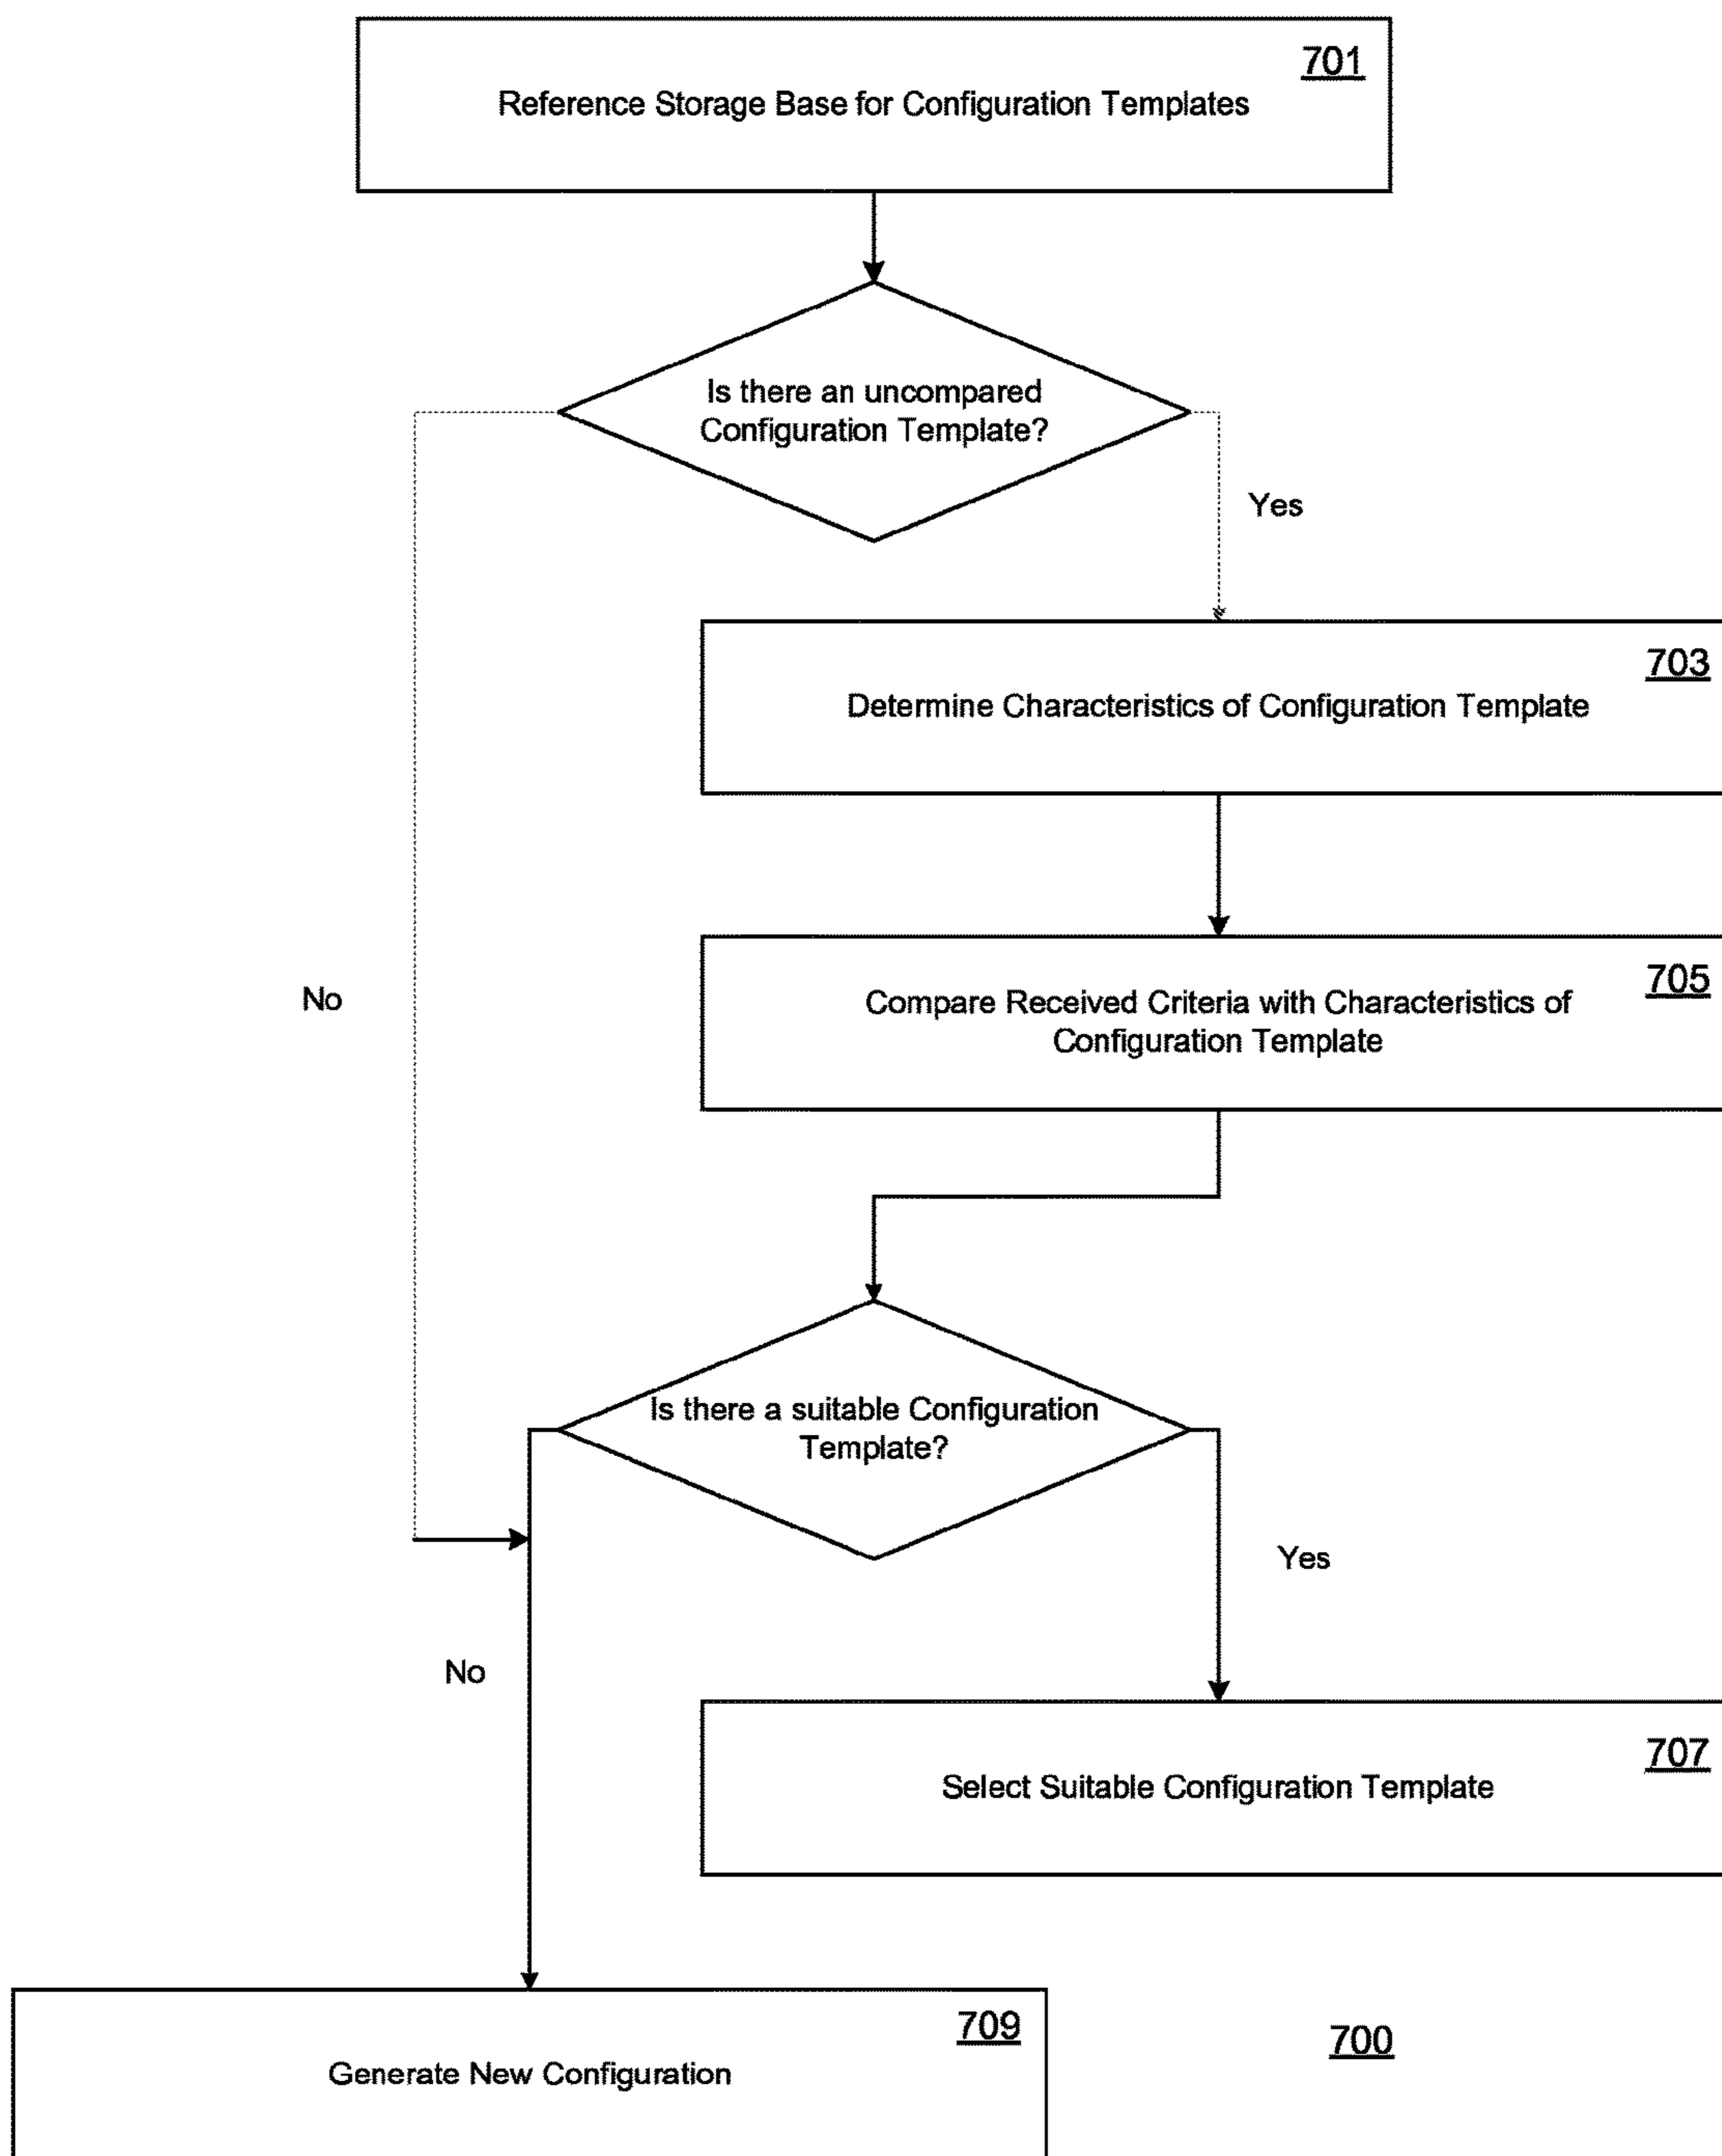 701
Reference Storage Base for Configuration Templates
Is there an uncompared
Configuration Template?
Yes
703
Determine Characteristics of Configuration Template
No
705
Compare Received Criteria with Characteristics of
Configuration Template
Is there a suitable Configuration
Template?
Yes
No
707
Select Suitable Configuration Template
709
Generate New Configuration
700